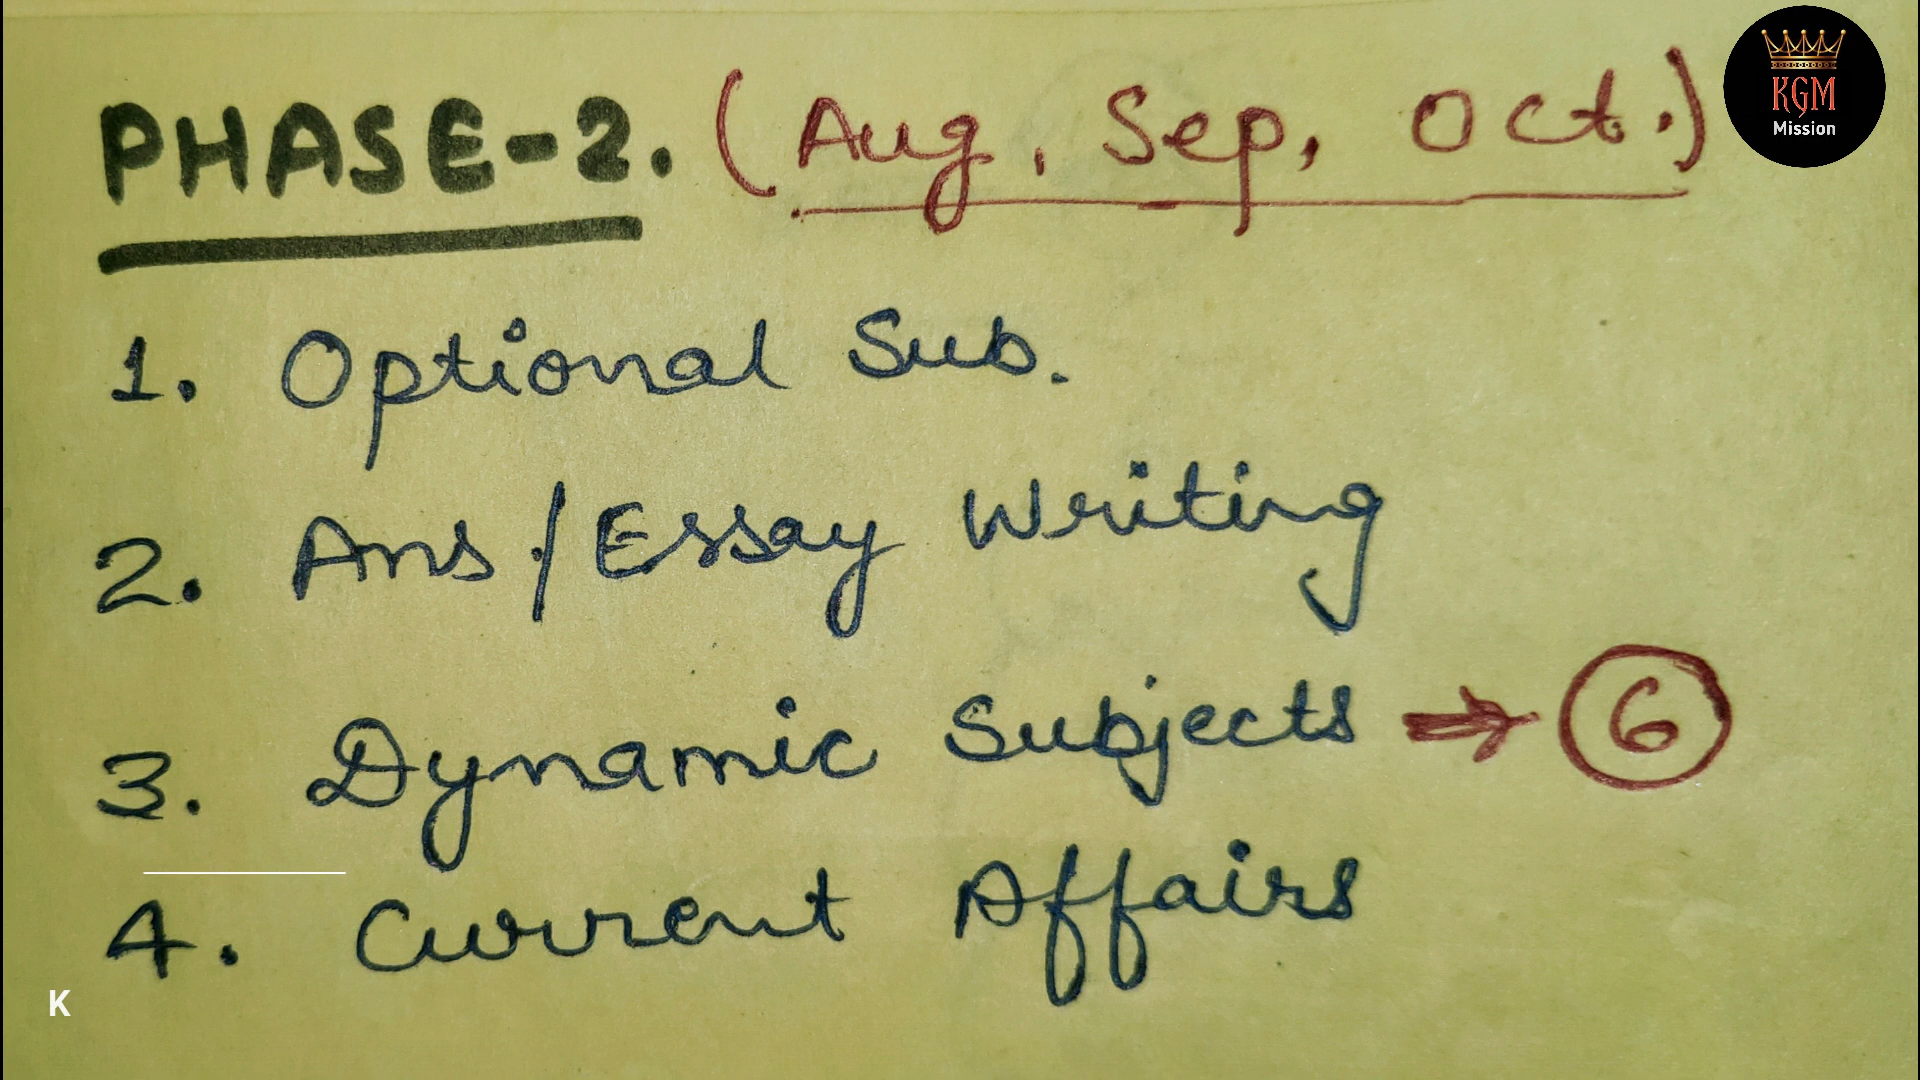 PHASE-2. (Aug, Sep, Oct.)
KGM
Mission
1. Optional Sub.
2. Ans/Essay Writing
3. Dynamic Subjects → 6
4. Current Affairs
K